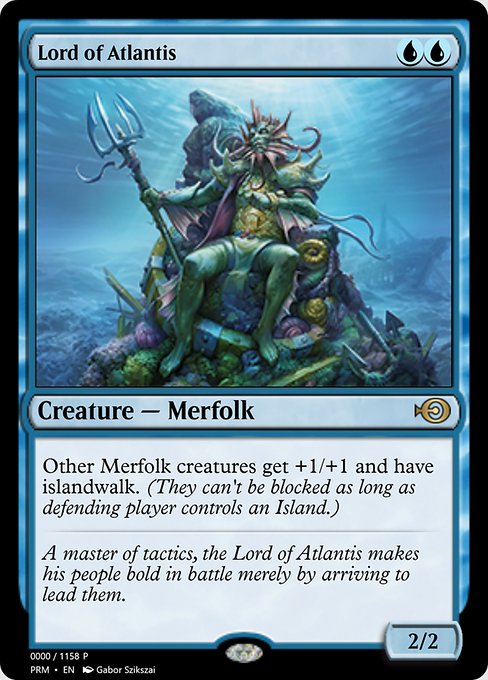 Lord of Atlantis
Creature — Merfolk
Other Merfolk creatures get +1/+1 and have
islandwalk. (They can't be blocked as long as
defending player controls an Island.)
A master of tactics, the Lord of Atlantis makes
his people bold in battle merely by arriving to
lead them.
2/2
0000 / 1158 P
PRM • EN Gabor Szikszai